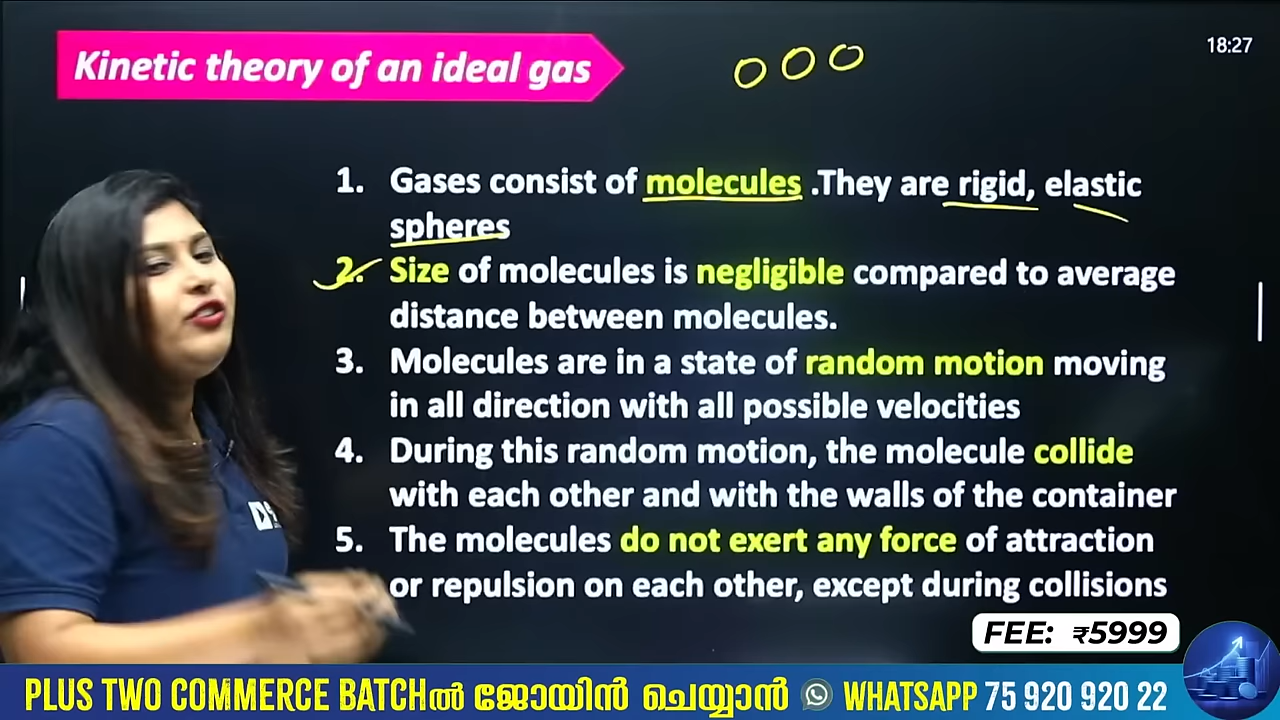 Kinetic theory of an ideal gas
18:27
1. Gases consist of molecules .They are rigid, elastic
spheres
2. Size of molecules is negligible compared to average
distance between molecules.
3. Molecules are in a state of random motion moving
in all direction with all possible velocities
4. During this random motion, the molecule collide
with each other and with the walls of the container
5. The molecules do not exert any force of attraction
or repulsion on each other, except during collisions
FEE: ₹5999
PLUS TWO COMMERCE BATCHൽ ജോയിൻ ചെയ്യാൻ WHATSAPP 75 920 920 22